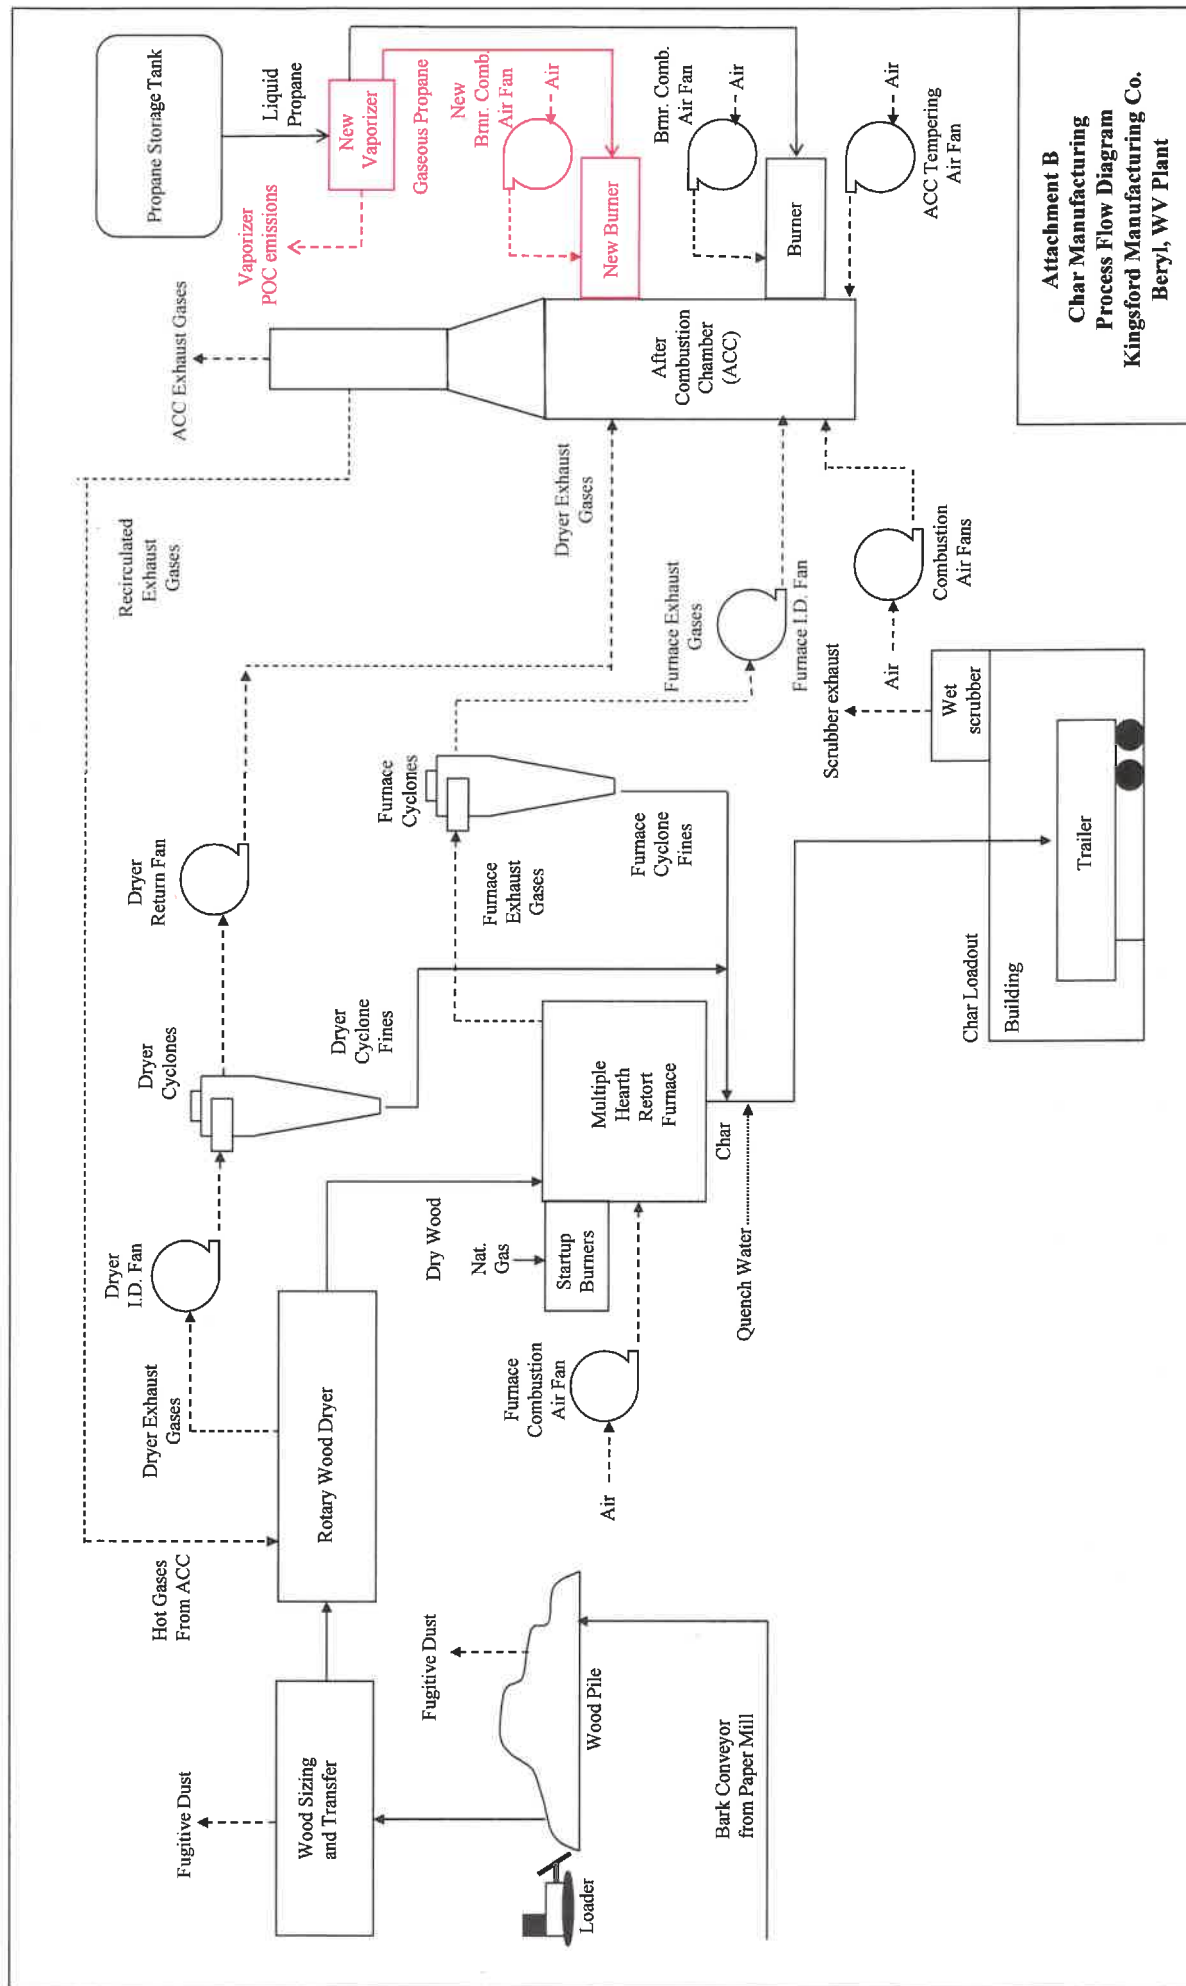 Fugitive Dust
Wood Sizing
and Transfer
Loader
Fugitive Dust
Wood Pile
Bark Conveyor
from Paper Mill
Hot Gases
From ACC
Rotary Wood Dryer
Dryer Exhaust
Gases
Dryer
I.D. Fan
Dryer
Cyclones
Dryer
Return Fan
Recirculated
Exhaust
Gases
Dry Wood
Dryer
Cyclone
Fines
Nat.
Gas
Startup
Burners
Furnace
Combustion
Air Fan
Air
Multiple
Hearth
Retort
Furnace
Char
Quench Water
Furnace
Exhaust
Gases
Furnace
Cyclones
Furnace
Cyclone
Fines
Furnace Exhaust
Gases
Furnace I.D. Fan
Dryer Exhaust
Gases
Scrubber exhaust
Wet
scrubber
Char Loadout
Building
Trailer
Air
Combustion
Air Fans
ACC Exhaust Gases
After
Combustion
Chamber
(ACC)
Vaporizer
POC emissions
Propane Storage Tank
Liquid
Propane
New
Vaporizer
Gaseous Propane
New
Brnr. Comb.
Air Fan
Air
New Burner
Brnr. Comb.
Air Fan
Air
Burner
ACC Tempering
Air Fan
Air
Attachment B
Char Manufacturing
Process Flow Diagram
Kingsford Manufacturing Co.
Beryl, WV Plant